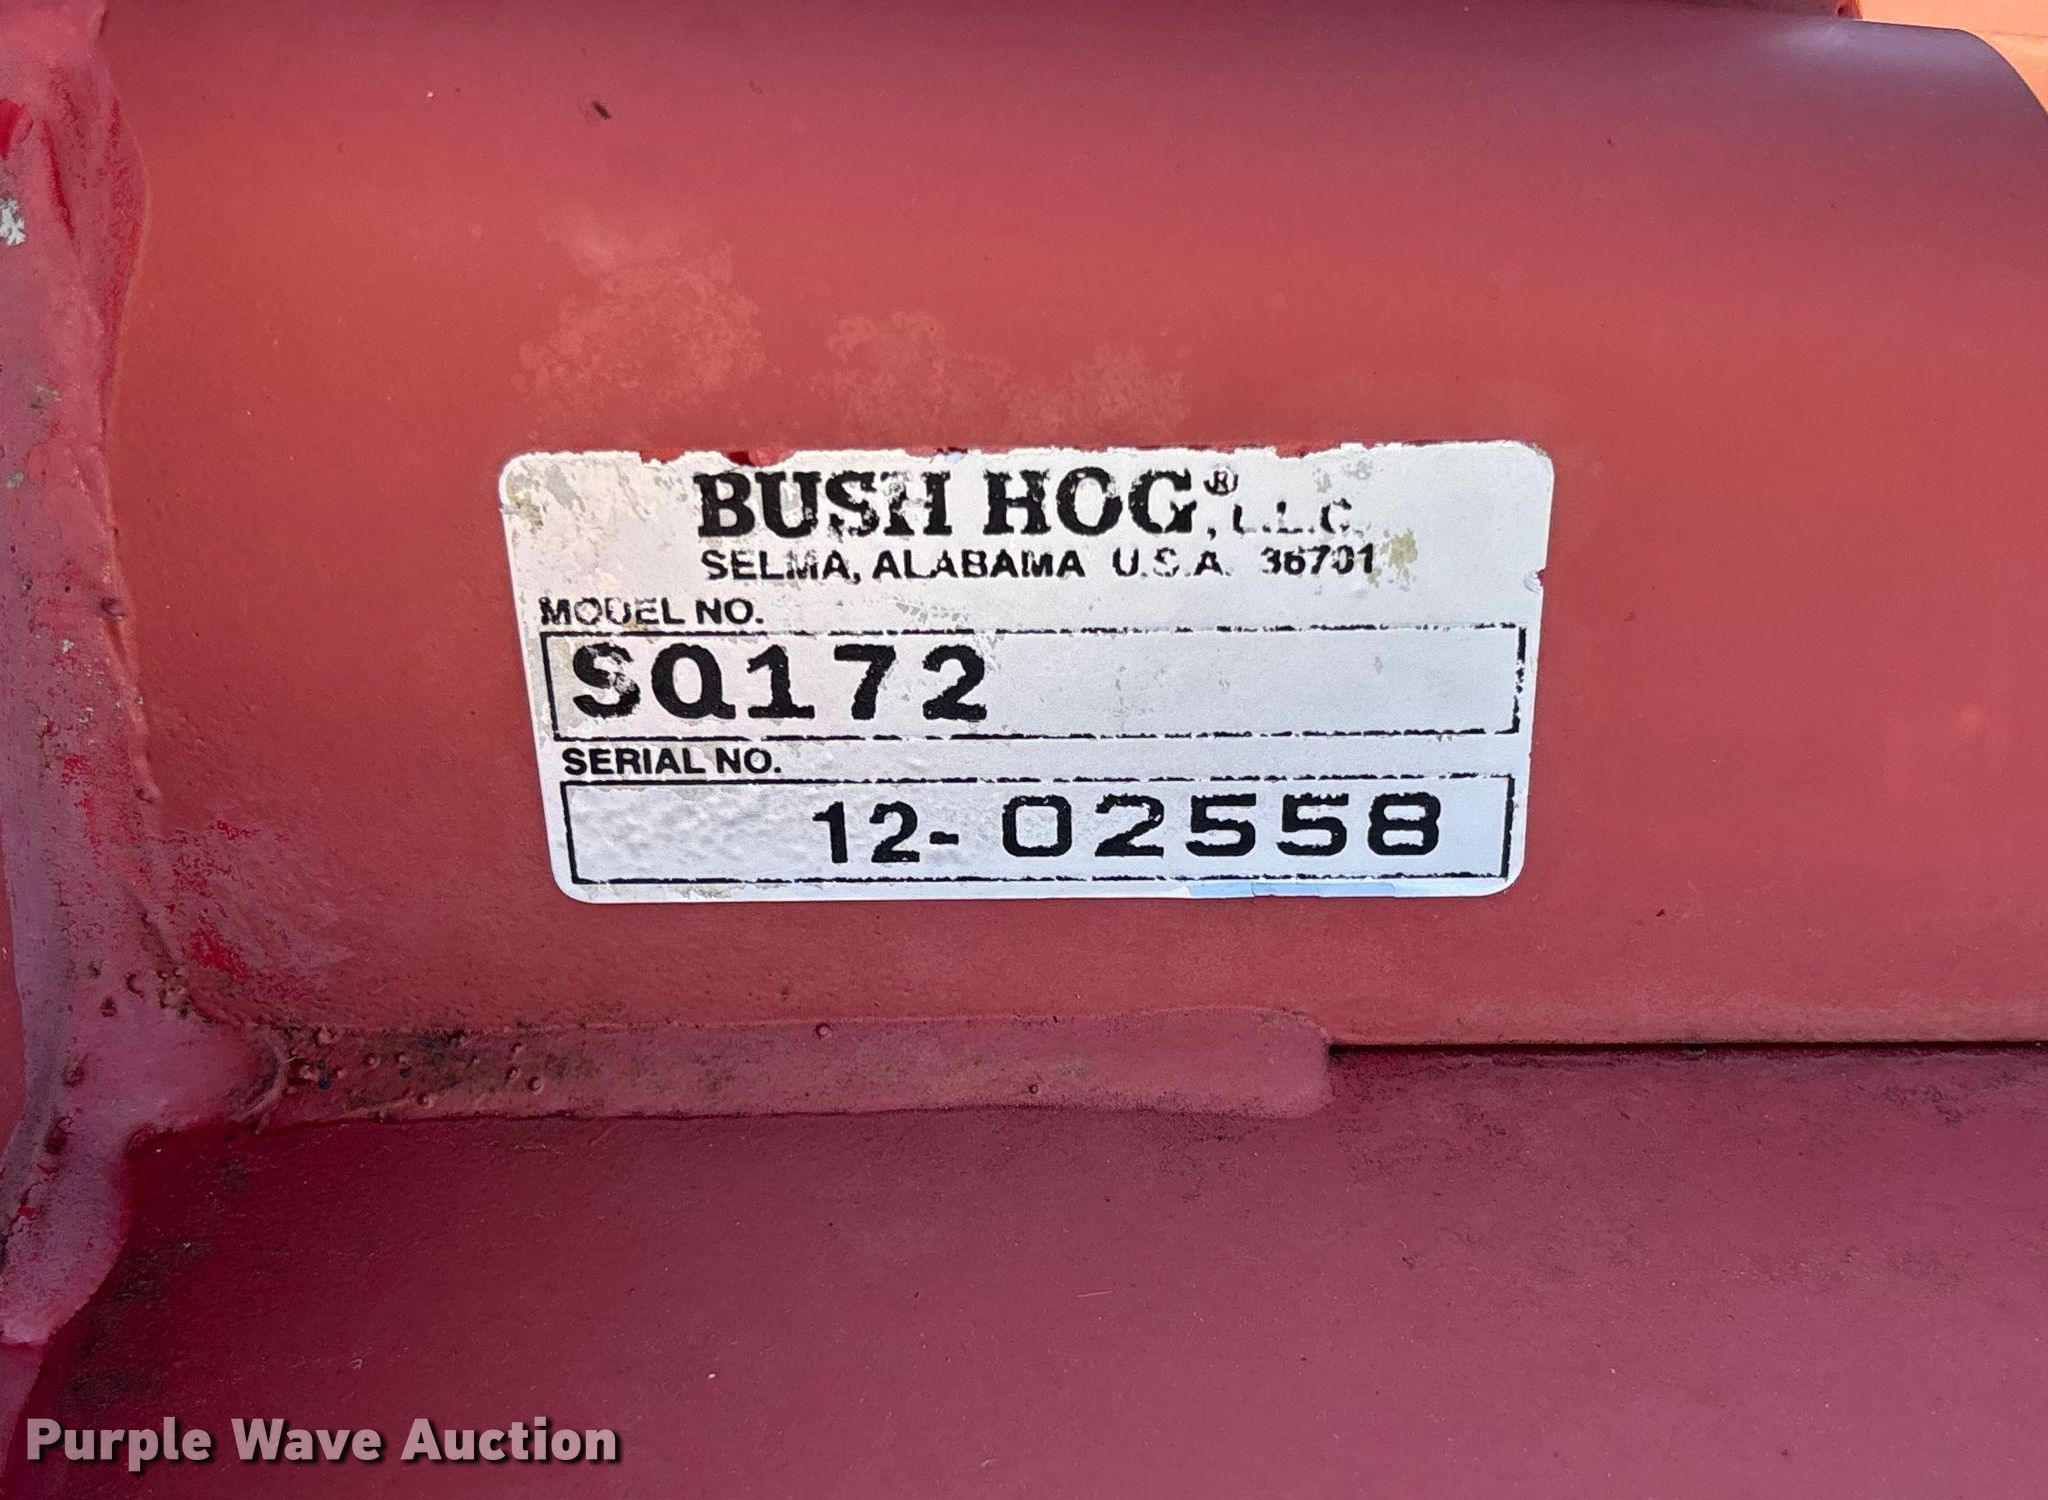 BUSH HOG®, L.L.C.
SELMA, ALABAMA U.S.A. 36701
MODEL NO.
SQ172
SERIAL NO.
12-02558
Purple Wave Auction